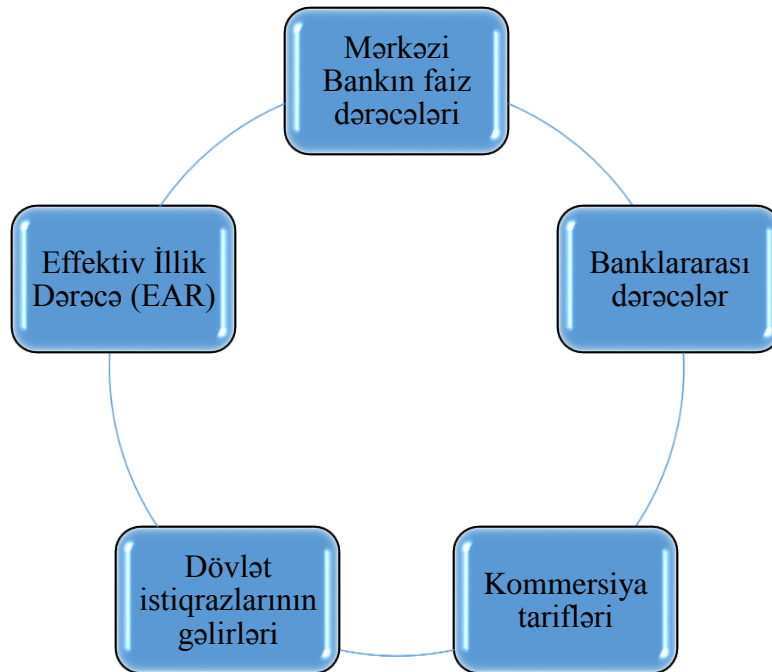 Mərkəzi
Bankın faiz
dərəcələri
Banklararası
dərəcələr
Kommersiya
tarifləri
Dövlət
istiqrazlarının
gəlirləri
Effektiv İllik
Dərəcə (EAR)